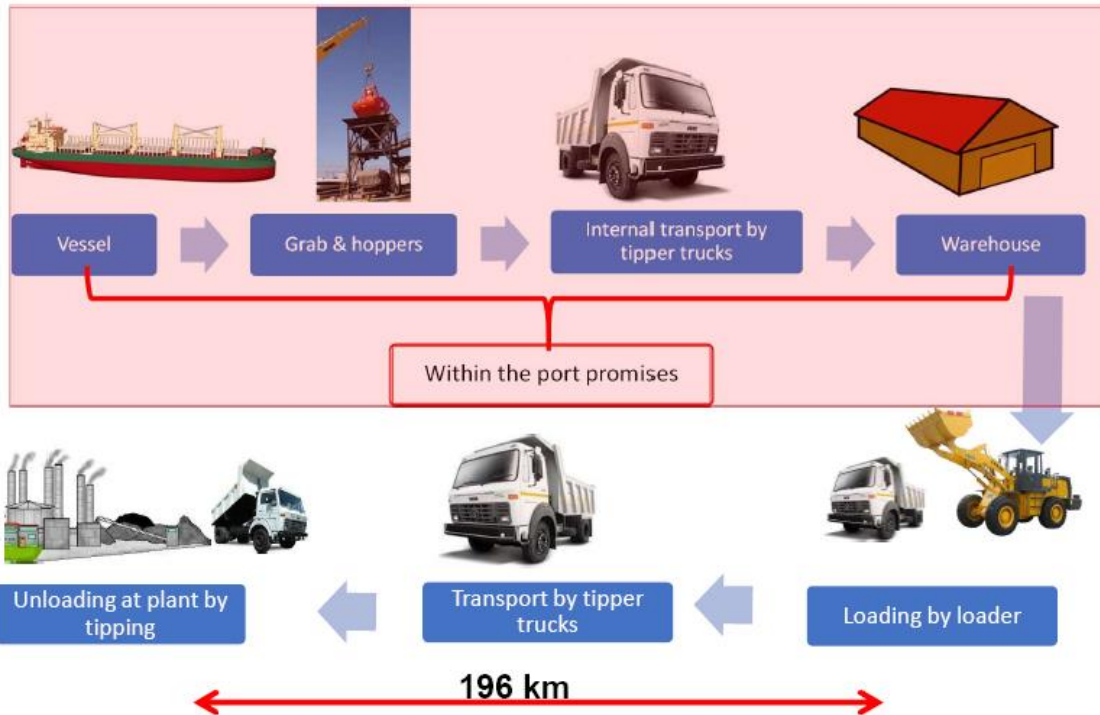 Vessel
Grab & hoppers
Internal transport by
tipper trucks
Warehouse
Within the port promises
Unloading at plant by
tipping
Transport by tipper
trucks
Loading by loader
196 km